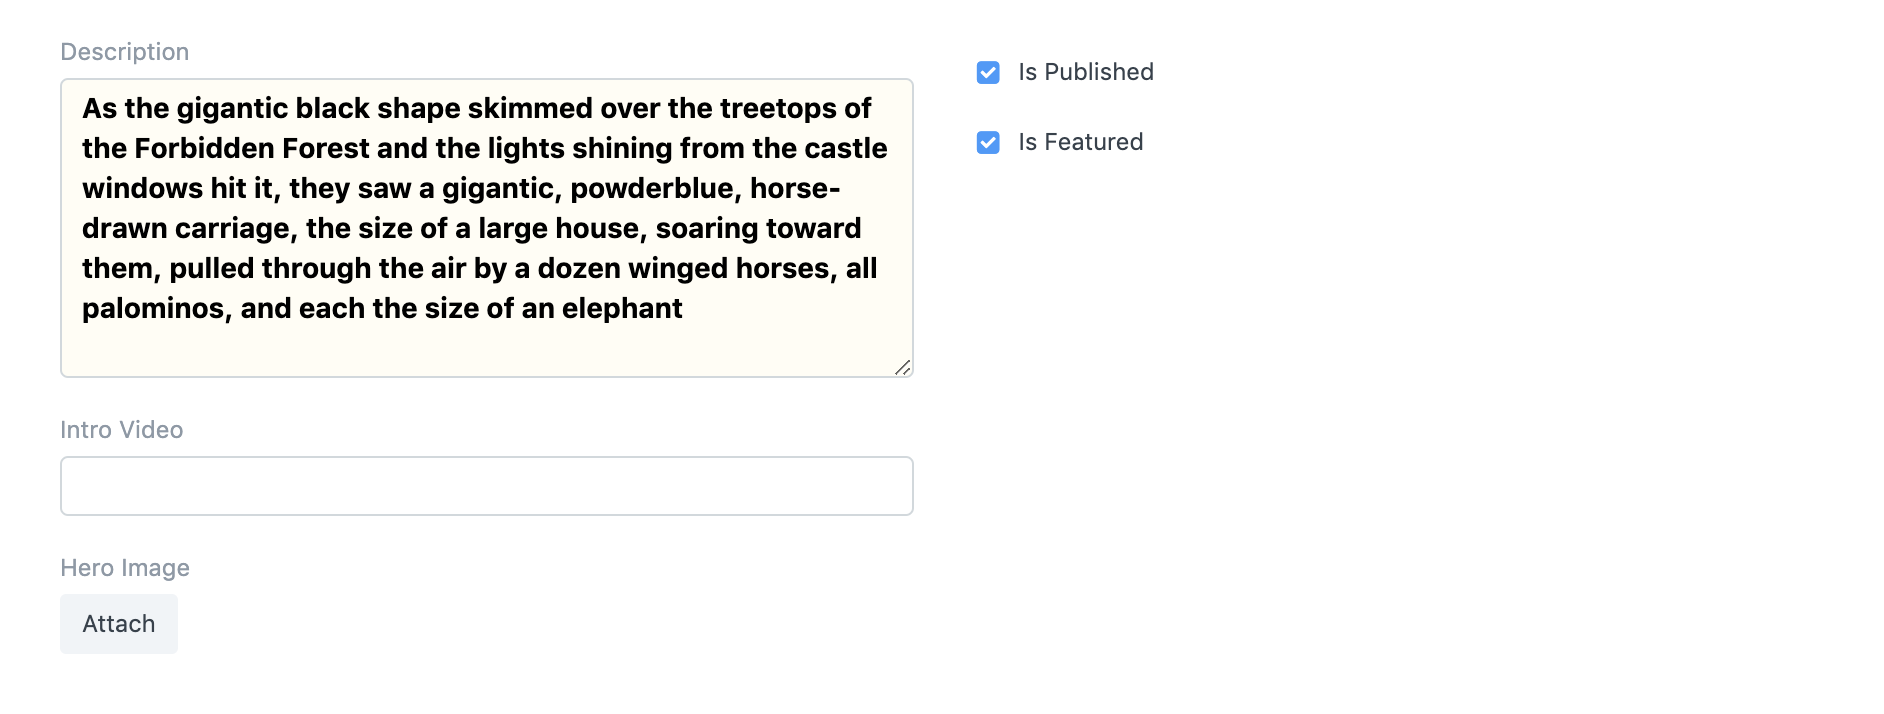 Description
As the gigantic black shape skimmed over the treetops of
the Forbidden Forest and the lights shining from the castle
windows hit it, they saw a gigantic, powderblue, horse-
drawn carriage, the size of a large house, soaring toward
them, pulled through the air by a dozen winged horses, all
palominos, and each the size of an elephant
Intro Video
Hero Image
Attach
Is Published
Is Featured